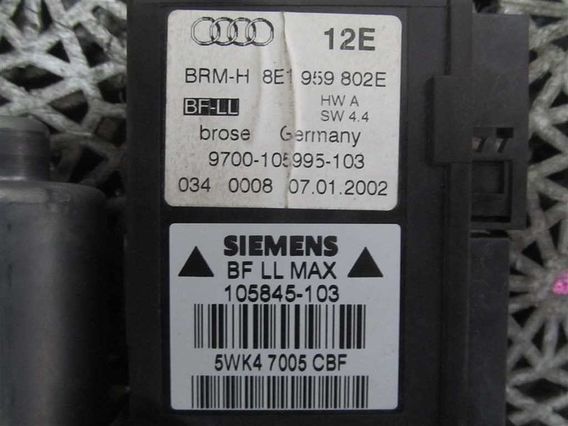 12E
BRM-H 8E1 959 802E
BF-LL HW A
SW 4.4
brose Germany
9700-105995-103
034 0008 07.01.2002
SIEMENS
BF LL MAX
105845-103
5WK4 7005 CBF